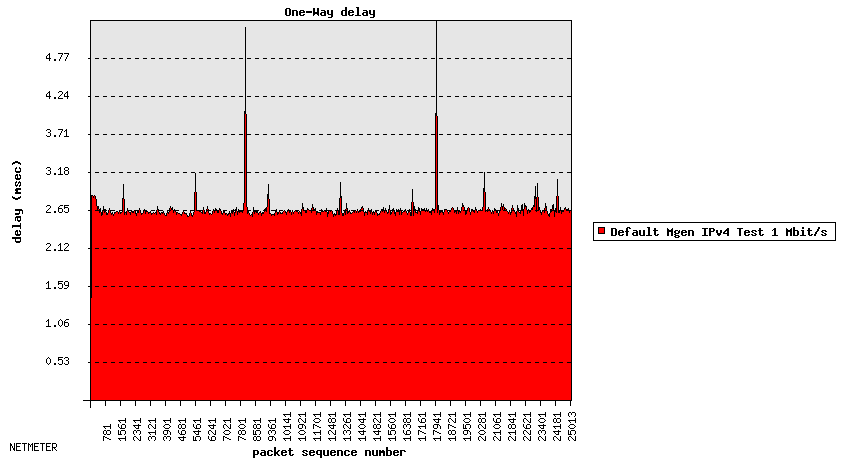 One-Way delay
4.77
4.24
3.71
3.18
2.65
2.12
1.59
1.06
0.53
delay (msec)
Default Mgen IPv4 Test 1 Mbit/s
781 1561 2341 3121 3901 4681 5461 6241 7021 7801 8581 9361 10141 10921 11701 12481 13261 14041 14821 15601 16381 17161 17941 18721 19501 20281 21061 21841 22621 23401 24181 25013
packet sequence number
NETMETER